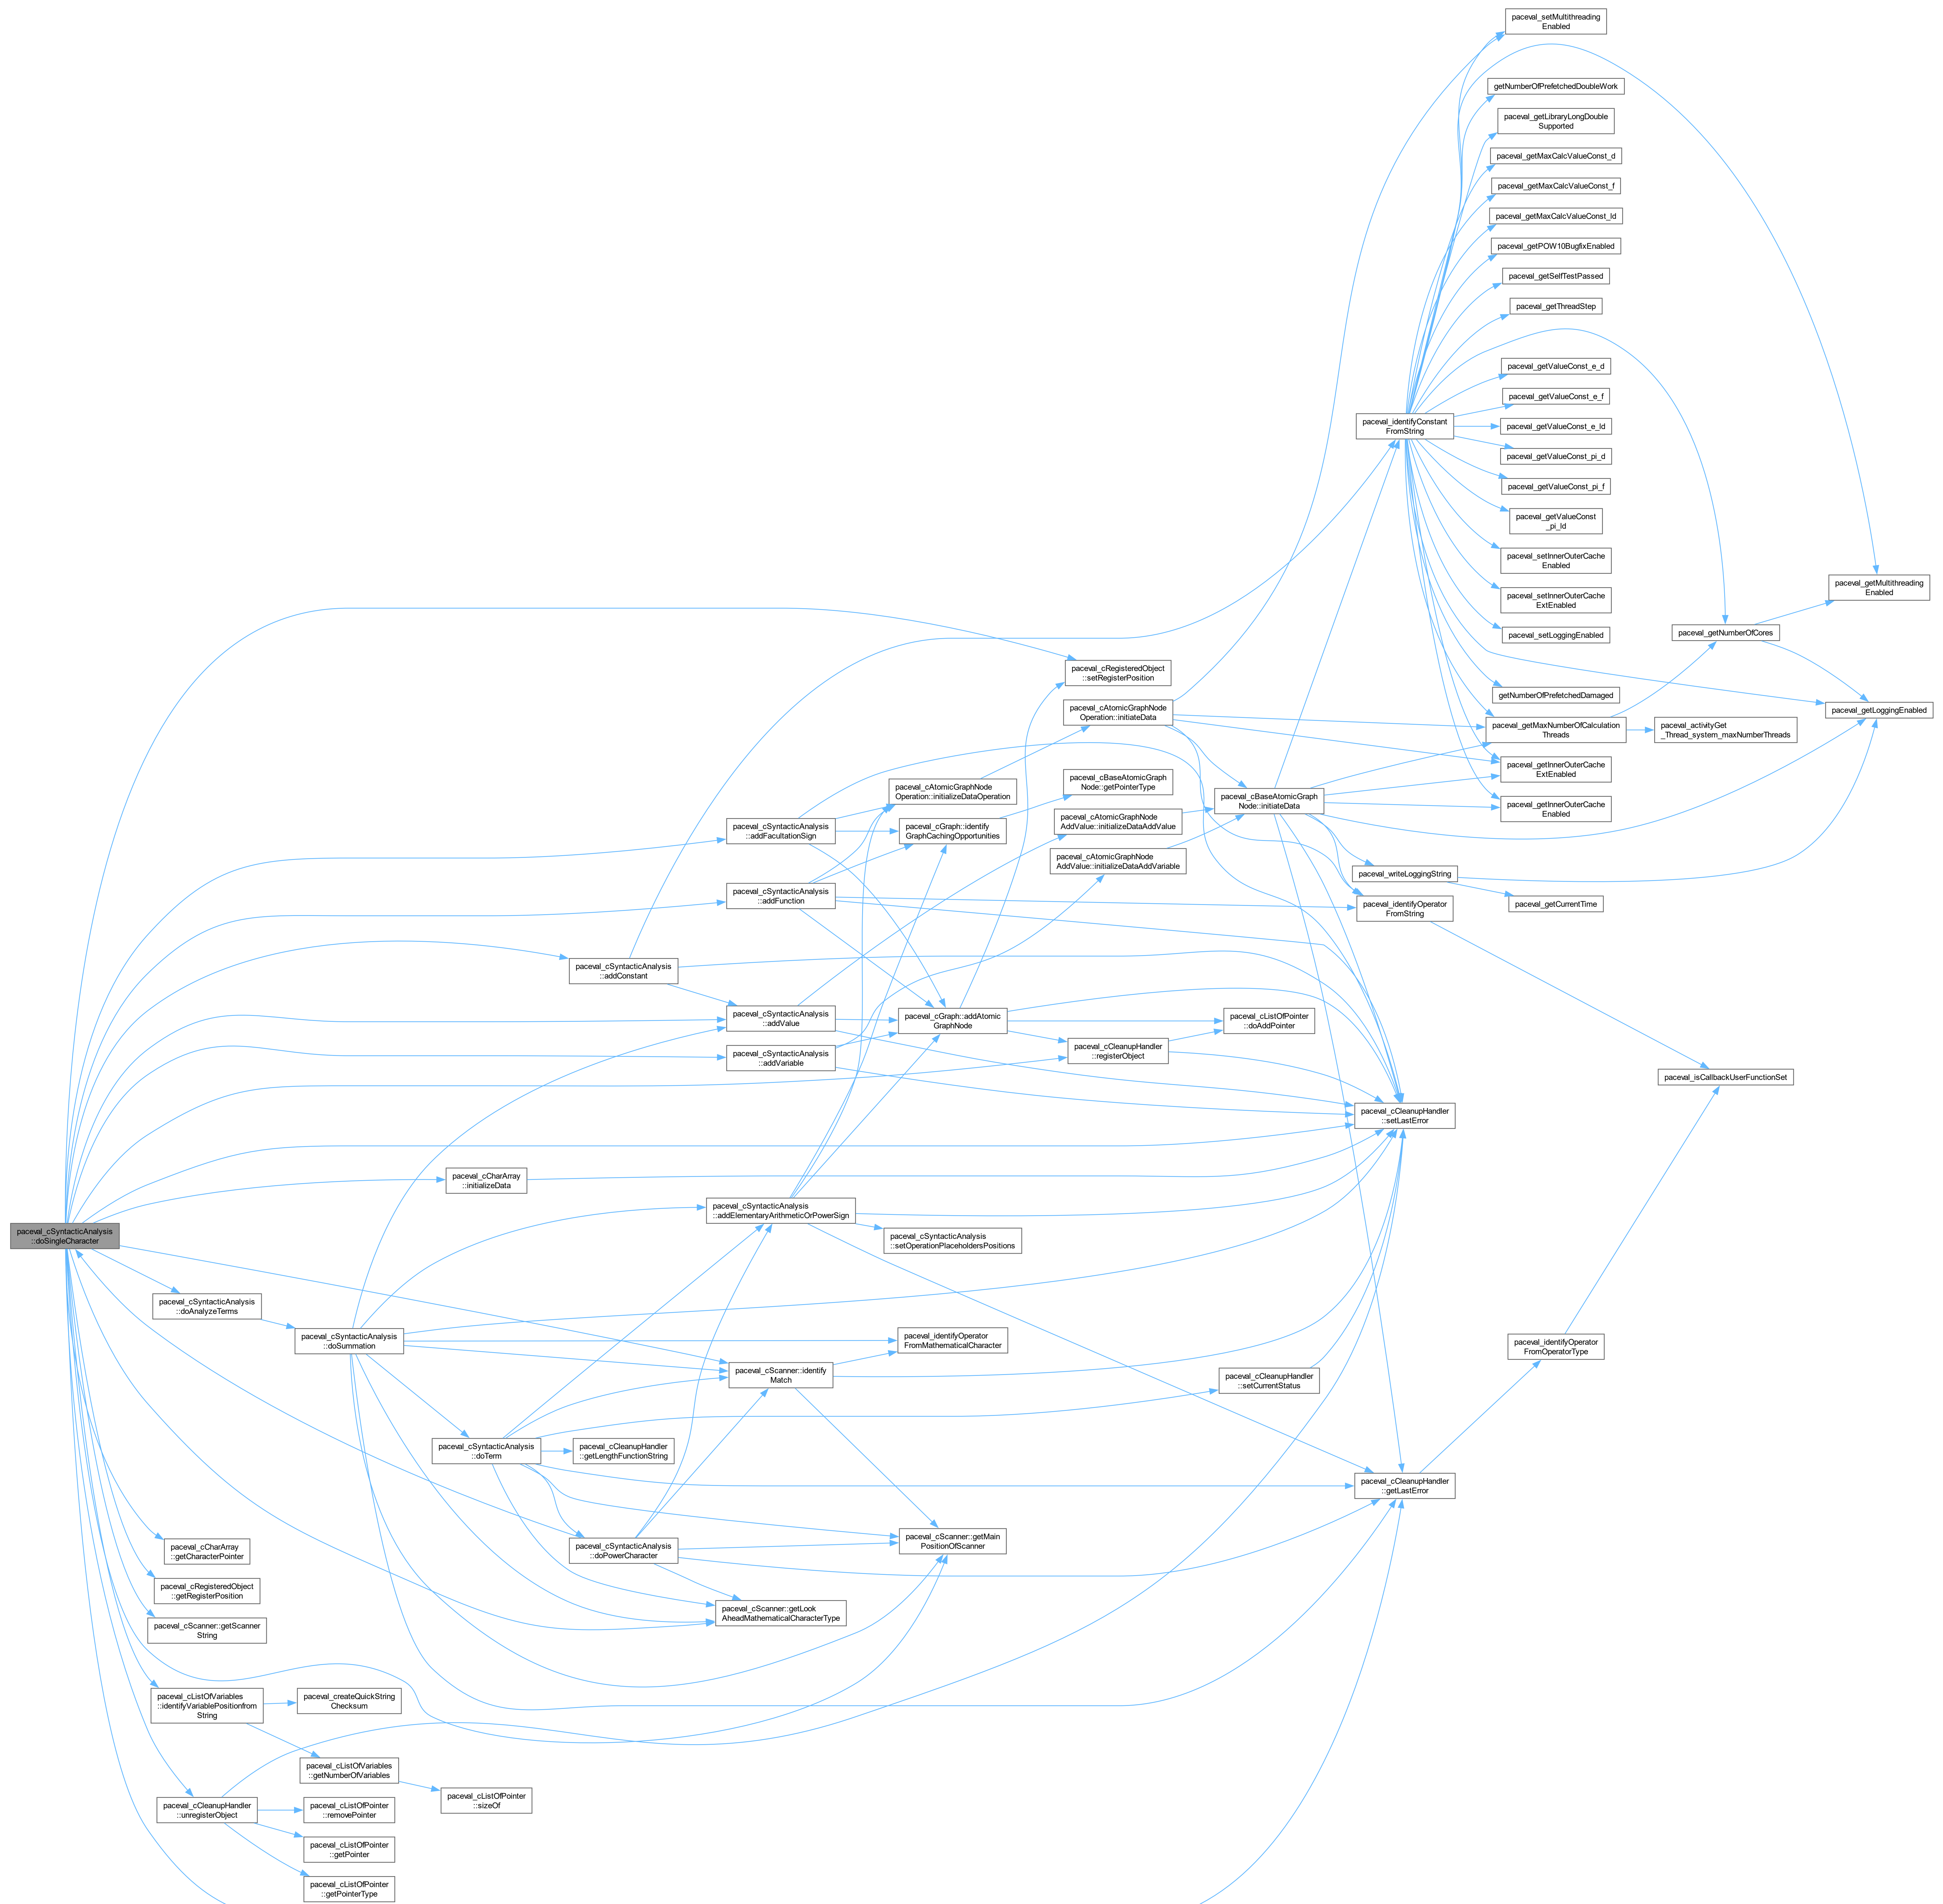 paceval_setMultithreading
Enabled
getNumberOfPrefetchedDoubleWork
paceval_getLibraryLongDouble
Supported
paceval_getMaxCalcValueConst_d
paceval_getMaxCalcValueConst_f
paceval_getMaxCalcValueConst_ld
paceval_getPOW10BugfixEnabled
paceval_getSelfTestPassed
paceval_getThreadStep
paceval_getValueConst_e_d
paceval_getValueConst_e_f
paceval_identifyConstant
FromString
paceval_getValueConst_e_ld
paceval_getValueConst_pi_d
paceval_getValueConst_pi_f
paceval_getValueConst
_pi_ld
paceval_setInnerOuterCache
Enabled
paceval_getMultithreading
Enabled
paceval_setInnerOuterCache
ExtEnabled
paceval_setLoggingEnabled
paceval_getNumberOfCores
paceval_cRegisteredObject
::setRegisterPosition
getNumberOfPrefetchedDamaged
paceval_cAtomicGraphNode
Operation::initiateData
paceval_getLoggingEnabled
paceval_getMaxNumberOfCalculation
Threads
paceval_activityGet
_Thread_system_maxNumberThreads
paceval_getInnerOuterCache
ExtEnabled
paceval_cBaseAtomicGraph
Node::getPointerType
paceval_cAtomicGraphNode
Operation::initializeDataOperation
paceval_cBaseAtomicGraph
Node::initiateData
paceval_getInnerOuterCache
Enabled
paceval_cAtomicGraphNode
AddValue::initializeDataAddValue
paceval_cSyntacticAnalysis
::addFacultationSign
paceval_cGraph::identify
GraphCachingOpportunities
paceval_cAtomicGraphNode
AddValue::initializeDataAddVariable
paceval_writeLoggingString
paceval_cSyntacticAnalysis
::addFunction
paceval_getCurrentTime
paceval_identifyOperator
FromString
paceval_cSyntacticAnalysis
::addConstant
paceval_cSyntacticAnalysis
::addValue
paceval_cGraph::addAtomic
GraphNode
paceval_cListOfPointer
::doAddPointer
paceval_cCleanupHandler
::registerObject
paceval_cSyntacticAnalysis
::addVariable
paceval_isCallbackUserFunctionSet
paceval_cCleanupHandler
::setLastError
paceval_cCharArray
::initializeData
paceval_cSyntacticAnalysis
::addElementaryArithmeticOrPowerSign
paceval_cSyntacticAnalysis
::doSingleCharacter
paceval_cSyntacticAnalysis
::setOperationPlaceholdersPositions
paceval_cSyntacticAnalysis
::doAnalyzeTerms
paceval_cSyntacticAnalysis
::doSummation
paceval_identifyOperator
FromMathematicalCharacter
paceval_identifyOperator
FromOperatorType
paceval_cScanner::identify
Match
paceval_cCleanupHandler
::setCurrentStatus
paceval_cSyntacticAnalysis
::doTerm
paceval_cCleanupHandler
::getLengthFunctionString
paceval_cCleanupHandler
::getLastError
paceval_cScanner::getMain
PositionOfScanner
paceval_cCharArray
::getCharacterPointer
paceval_cSyntacticAnalysis
::doPowerCharacter
paceval_cRegisteredObject
::getRegisterPosition
paceval_cScanner::getLook
AheadMathematicalCharacterType
paceval_cScanner::getScanner
String
paceval_cListOfVariables
::identifyVariablePositionfrom
String
paceval_createQuickString
Checksum
paceval_cListOfVariables
::getNumberOfVariables
paceval_cListOfPointer
::sizeOf
paceval_cCleanupHandler
::unregisterObject
paceval_cListOfPointer
::removePointer
paceval_cListOfPointer
::getPointer
paceval_cListOfPointer
::getPointerType